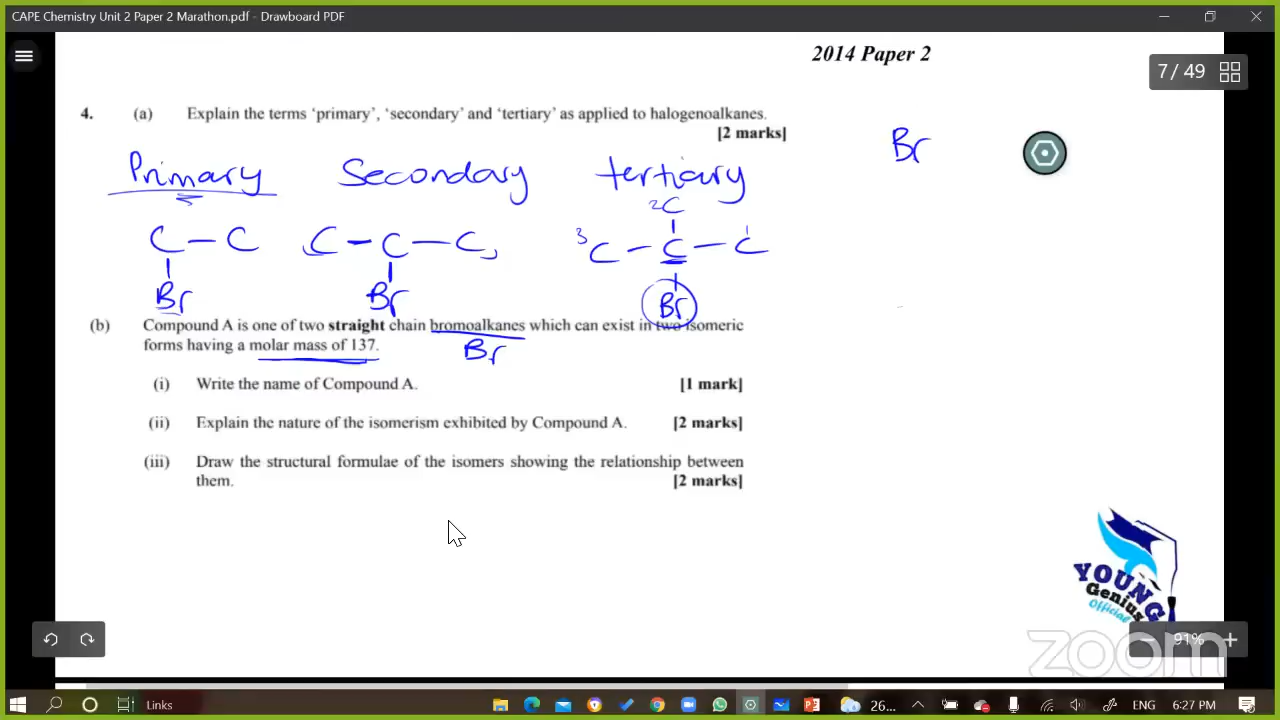 CAPE Chemistry Unit 2 Paper 2 Marathon.pdf - Drawboard PDF
2014 Paper 2
7 / 49
4. (a) Explain the terms ‘primary’, ‘secondary’ and ‘tertiary’ as applied to halogenoalkanes.
[2 marks]
Br
Primary Secondary tertiary
2C
C - C C - C - C 3C - C - C
Br Br Br
(b) Compound A is one of two straight chain bromoalkanes which can exist in two isomeric
forms having a molar mass of 137.
Br
(i) Write the name of Compound A. [1 mark]
(ii) Explain the nature of the isomerism exhibited by Compound A. [2 marks]
(iii) Draw the structural formulae of the isomers showing the relationship between
them. [2 marks]
YOUNG
Genius
Official
91%
zoom
Links
26...
ENG
6:27 PM